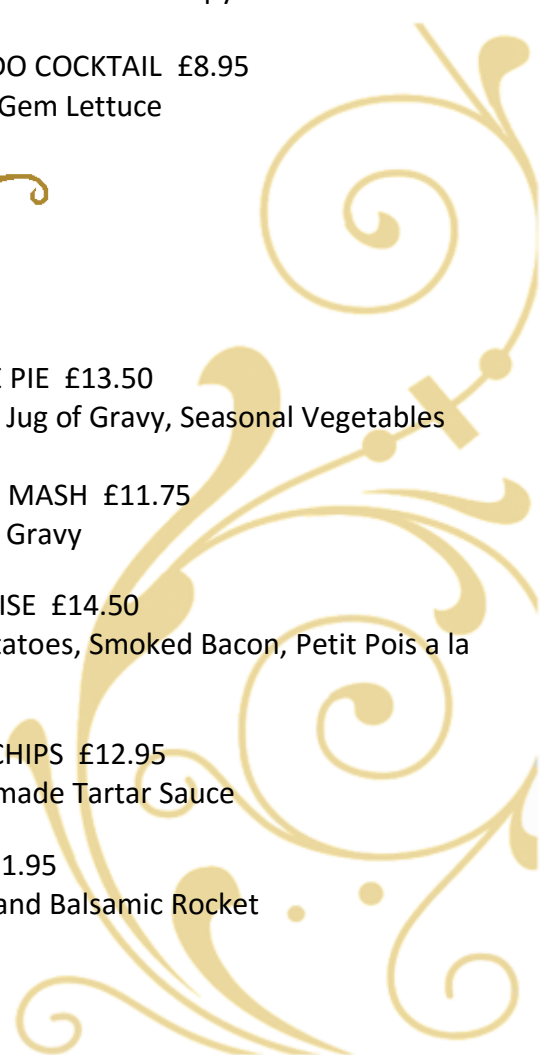 DO COCKTAIL £8.95
Gem Lettuce
PIE £13.50
Jug of Gravy, Seasonal Vegetables
MASH £11.75
Gravy
ISE £14.50
tatoes, Smoked Bacon, Petit Pois a la
CHIPS £12.95
made Tartar Sauce
1.95
and Balsamic Rocket